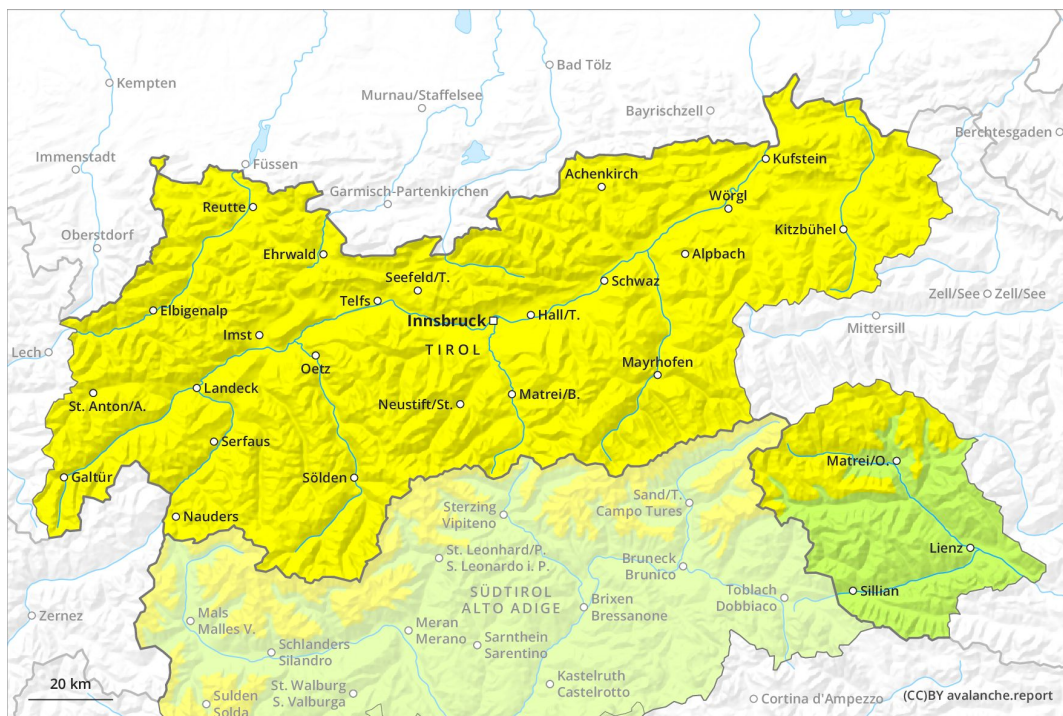 Kempten
Bad Tölz
Murnau/Staffelsee
Bayrischzell
Berchtesgaden
Immenstadt
Füssen
Kufstein
Achenkirch
Garmisch-Partenkirchen
Wörgl
Reutte
Oberstdorf
Kitzbühel
Ehrwald
Alpbach
Seefeld/T.
Schwaz
Telfs
Zell/See
Zell/See
Elbigenalp
Innsbruck
Hall/T.
Mittersill
Imst
Lech
TIROL
Oetz
Mayrhofen
Landeck
St. Anton/A.
Neustift/St.
Matrei/B.
Serfaus
Matrei/O.
Galtür
Sölden
Sand/T.
Campo Tures
Sterzing
Vipiteno
Nauders
Lienz
St. Leonhard/P.
S. Leonardo i. P.
Bruneck
Brunico
SÜDTIROL
ALTO ADIGE
Toblach
Dobbiaco
Sillian
Zernez
Mals
Malles V.
Brixen
Bressanone
Meran
Merano
Schlanders
Silandro
Sarnthein
Sarentino
Kastelruth
Castelrotto
20 km
St. Walburg
S. Valburga
Sulden
Solda
Cortina d'Ampezzo
(CC)BY avalanche.report